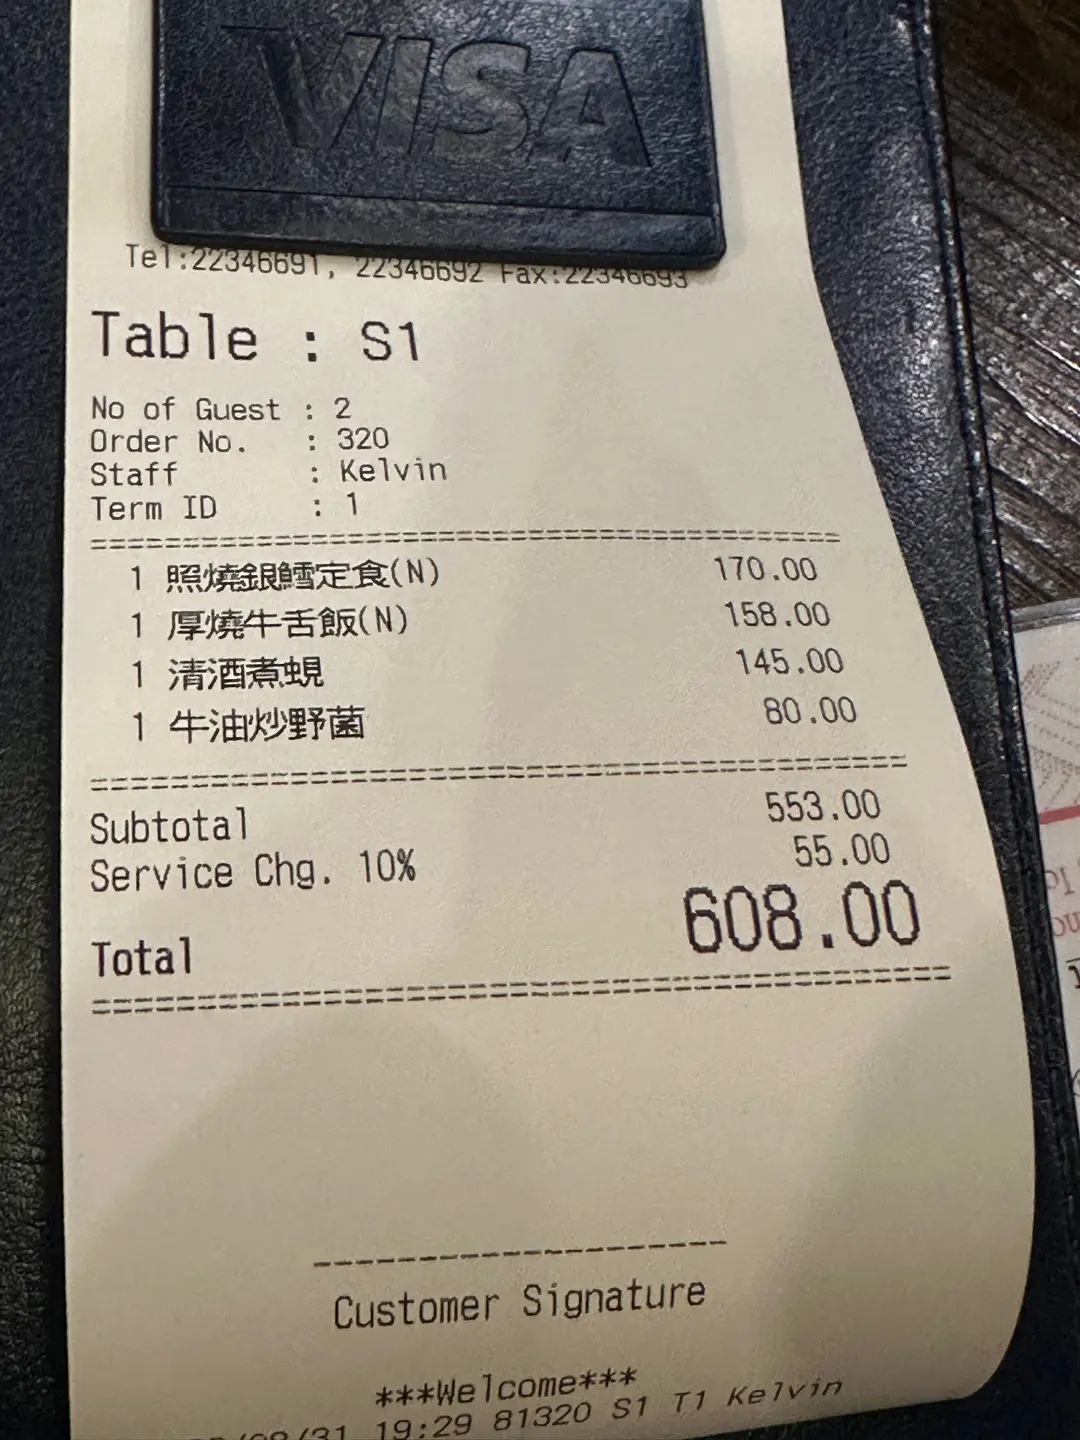 VISA
Tel:22346691, 22346692 Fax:22346693
Table : S1
No of Guest : 2
Order No. : 320
Staff : Kelvin
Term ID : 1
1 照燒銀鱈定食(N) 170.00
1 厚燒牛舌飯(N) 158.00
1 清酒煮蜆 145.00
1 牛油炒野菌 80.00
Subtotal 553.00
Service Chg. 10% 55.00
Total 608.00
Customer Signature
***Welcome***
/31 19:29 81320 S1 T1 Kelvin